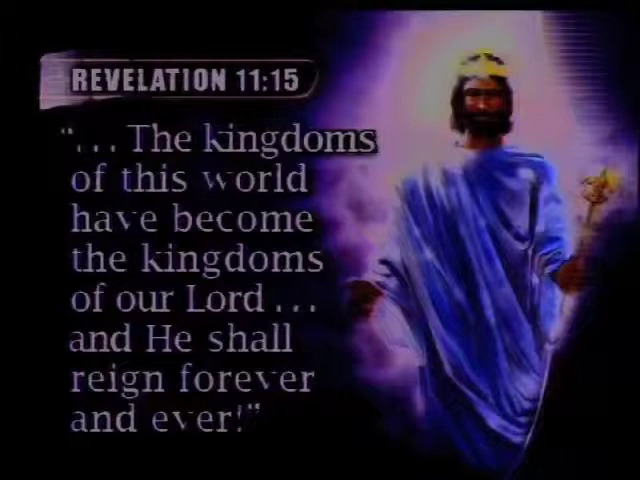 REVELATION 11:15
"...The kingdoms
of this world
have become
the kingdoms
of our Lord...
and He shall
reign forever
and ever!"